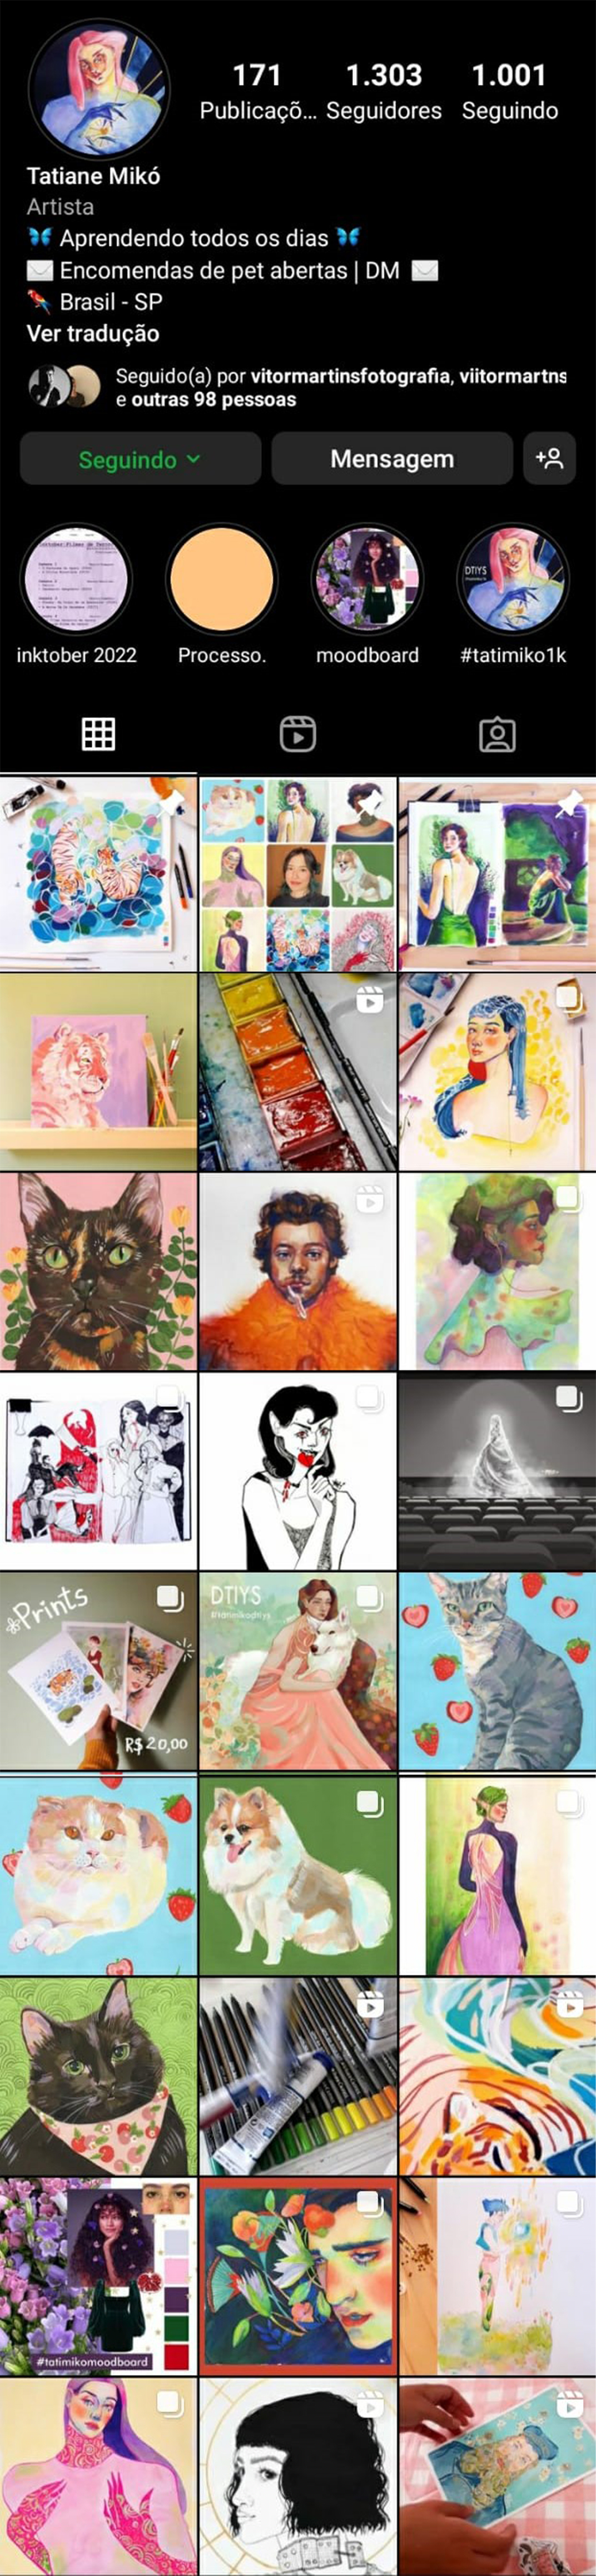 171
1.303
1.001
Publicaçõ...
Seguidores
Seguindo
Tatiane Mikó
Artista
🦋 Aprendendo todos os dias 🦋
✉️ Encomendas de pet abertas | DM ✉️
🦜 Brasil - SP
Ver tradução
Seguido(a) por vitormartinsfotografia, viitormartns
e outras 98 pessoas
Seguindo
Mensagem
DTIYS
inktober 2022
Processo.
moodboard
#tatimiko1k
Prints
R$ 20,00
DTIYS
#tatimikodtiys
#tatimikomoodboard